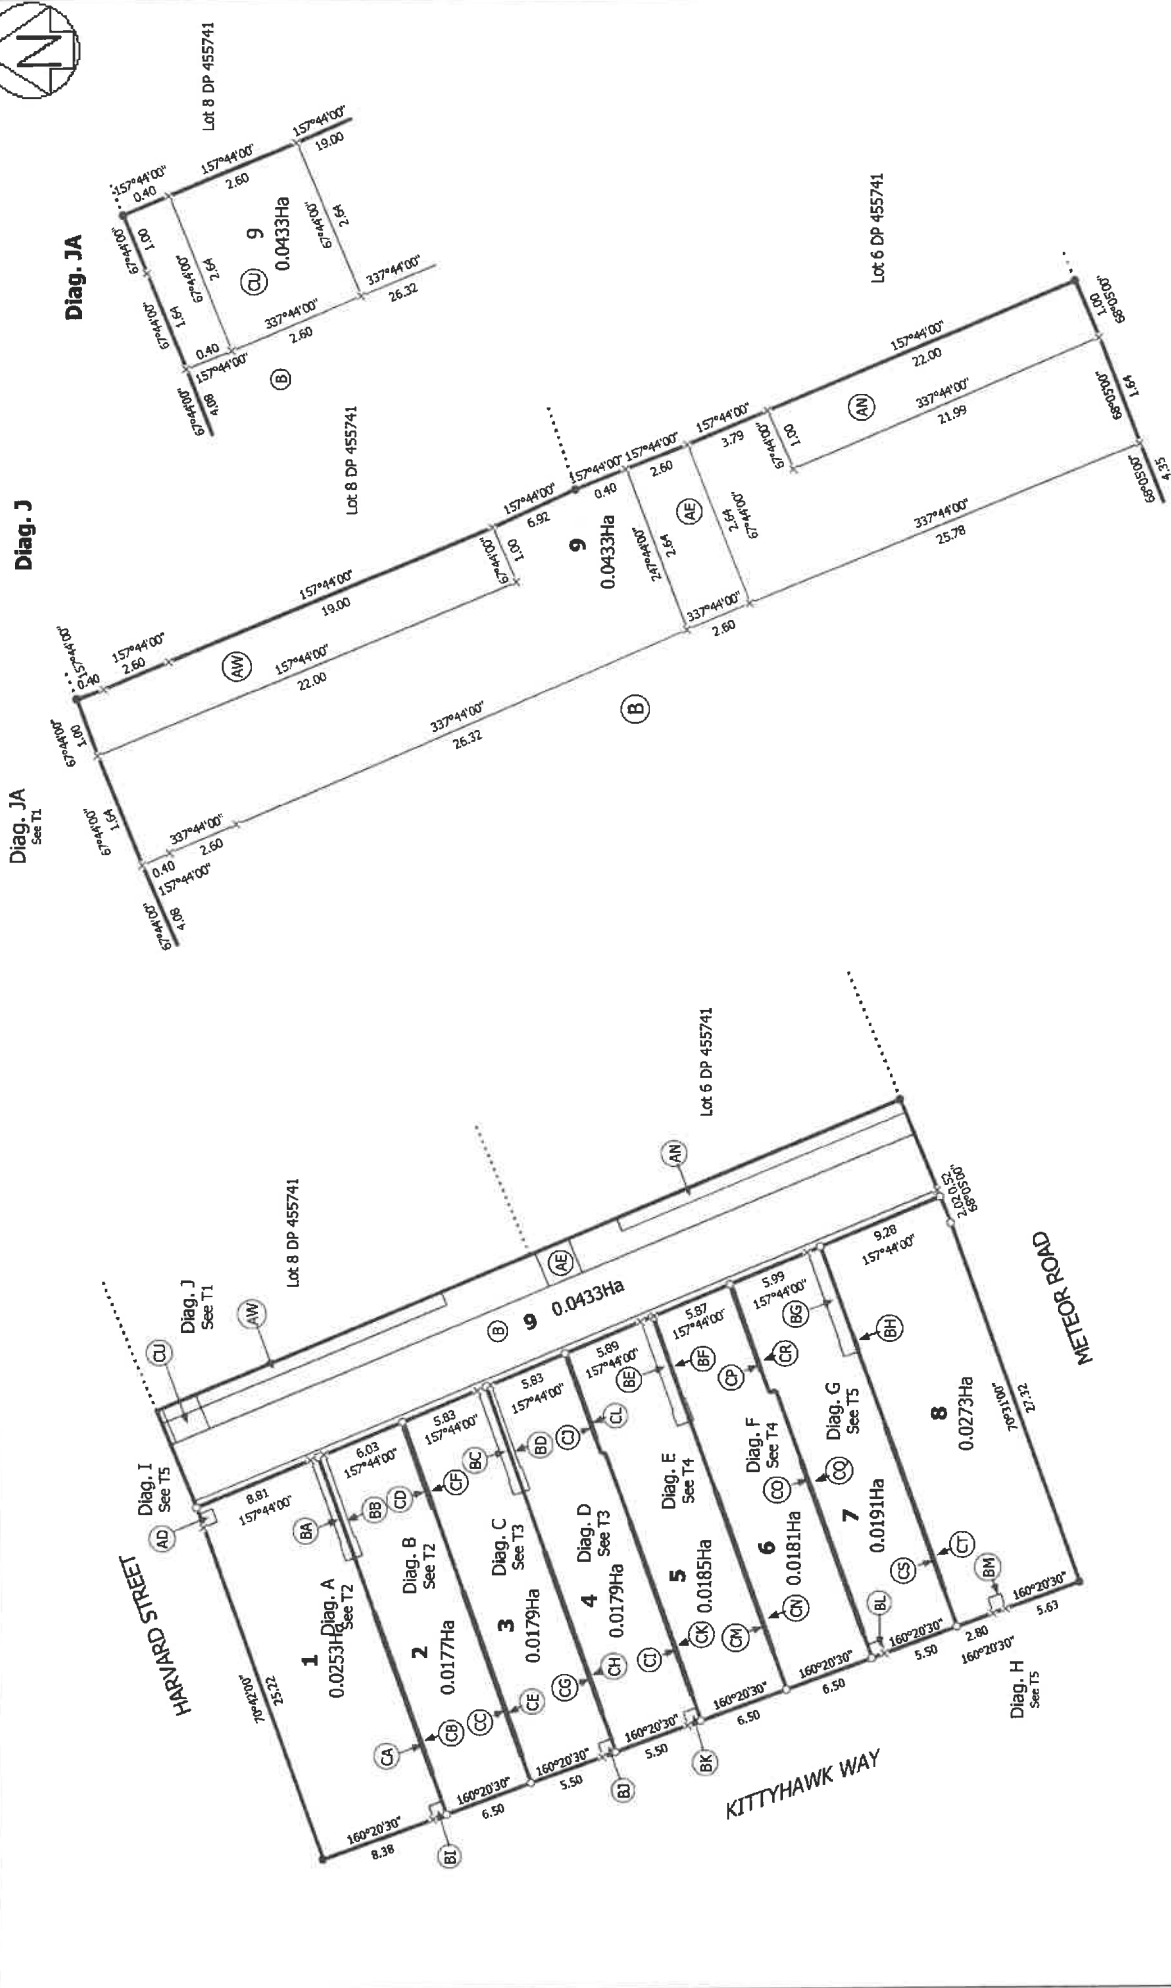 N
Diag. JA
Lot 8 DP 455741
67°44'00"
1.00
157°44'00"
0.40
67°44'00"
1.64
67°44'00"
2.64
157°44'00"
2.60
157°44'00"
19.00
CU
9
0.0433Ha
67°44'00"
2.64
0.40
157°44'00"
67°44'00"
4.08
337°44'00"
2.60
337°44'00"
26.32
B
Diag. J
Diag. JA
See T1
Lot 8 DP 455741
Lot 6 DP 455741
67°44'00"
1.00
157°44'00"
0.40
157°44'00"
2.60
67°44'00"
1.64
157°44'00"
19.00
AW
157°44'00"
22.00
67°44'00"
1.00
157°44'00"
6.92
0.40
157°44'00"
67°44'00"
4.08
337°44'00"
2.60
337°44'00"
26.32
B
9
0.0433Ha
157°44'00"
0.40
157°44'00"
2.60
247°44'00"
2.64
AE
2.64
67°44'00"
337°44'00"
2.60
157°44'00"
3.79
67°44'00"
1.00
AN
157°44'00"
22.00
337°44'00"
21.99
337°44'00"
25.78
1.00
68°05'00"
68°05'00"
1.64
68°05'00"
4.35
HARVARD STREET
Diag. I
See T5
AD
CU
Diag. J
See T1
AW
Lot 8 DP 455741
Lot 6 DP 455741
AN
AE
B
9
0.0433Ha
70°42'00"
25.22
8.81
157°44'00"
1
0.0253Ha
Diag. A
See T2
BA
BB
6.03
157°44'00"
2
0.0177Ha
Diag. B
See T2
CA
CB
CC
CD
CE
CF
5.83
157°44'00"
3
0.0179Ha
Diag. C
See T3
BC
BD
5.83
157°44'00"
4
0.0179Ha
Diag. D
See T3
CG
CH
CI
CJ
CK
CL
5.89
157°44'00"
5
0.0185Ha
Diag. E
See T4
BE
BF
5.87
157°44'00"
6
0.0181Ha
Diag. F
See T4
CM
CN
CO
CP
CQ
CR
5.99
157°44'00"
7
0.0191Ha
Diag. G
See T5
BG
BH
CS
CT
9.28
157°44'00"
8
0.0273Ha
70°31'00"
27.32
2.02
0.52
68°05'00"
METEOR ROAD
160°20'30"
8.38
BI
160°20'30"
6.50
160°20'30"
5.50
BJ
160°20'30"
5.50
BK
160°20'30"
6.50
160°20'30"
6.50
BL
160°20'30"
5.50
2.80
160°20'30"
BM
160°20'30"
5.63
Diag. H
See T5
KITTYHAWK WAY